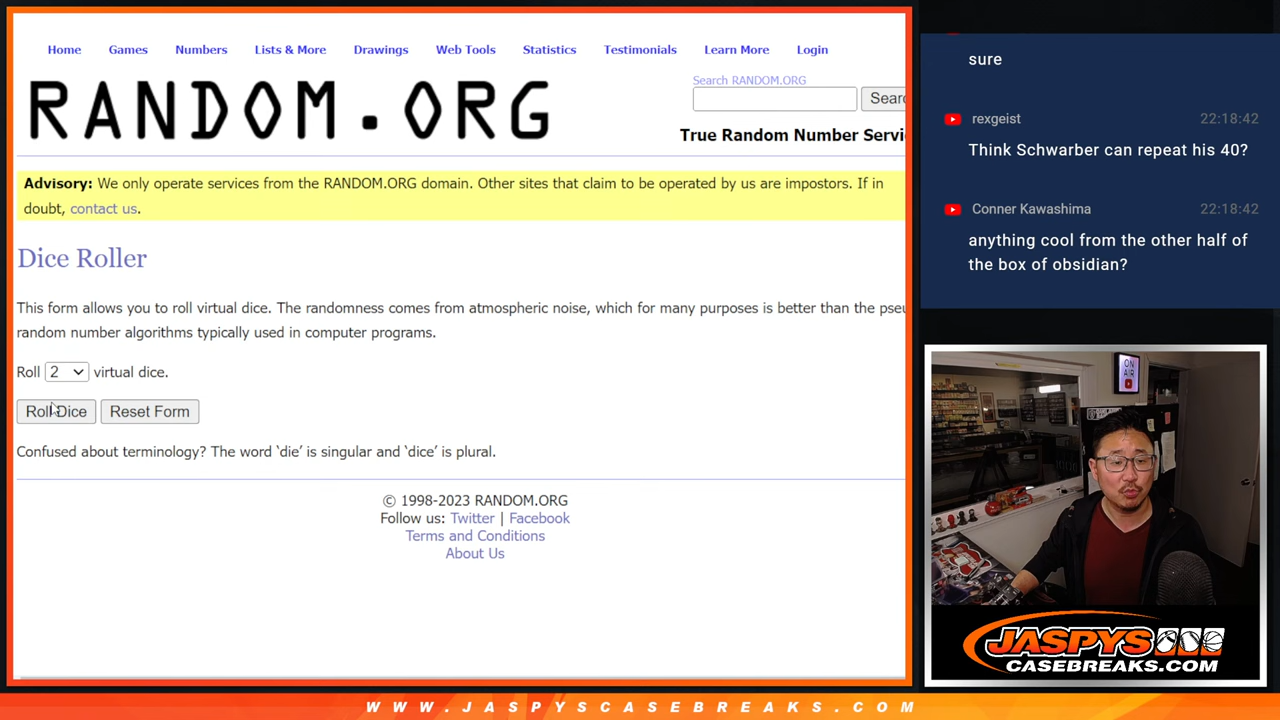 Home Games Numbers Lists & More Drawings Web Tools Statistics Testimonials Learn More Login
RANDOM.ORG
Search RANDOM.ORG
Searc
True Random Number Servi
Advisory: We only operate services from the RANDOM.ORG domain. Other sites that claim to be operated by us are impostors. If in
doubt, contact us.
Dice Roller
This form allows you to roll virtual dice. The randomness comes from atmospheric noise, which for many purposes is better than the pseu
random number algorithms typically used in computer programs.
Roll 2 virtual dice.
Roll Dice Reset Form
Confused about terminology? The word ‘die’ is singular and ‘dice’ is plural.
© 1998-2023 RANDOM.ORG
Follow us: Twitter | Facebook
Terms and Conditions
About Us
sure
rexgeist 22:18:42
Think Schwarber can repeat his 40?
Conner Kawashima 22:18:42
anything cool from the other half of
the box of obsidian?
ON
AIR
JASPYS
CASEBREAKS.COM
WWW.JASPYSCASEBREAKS.COM